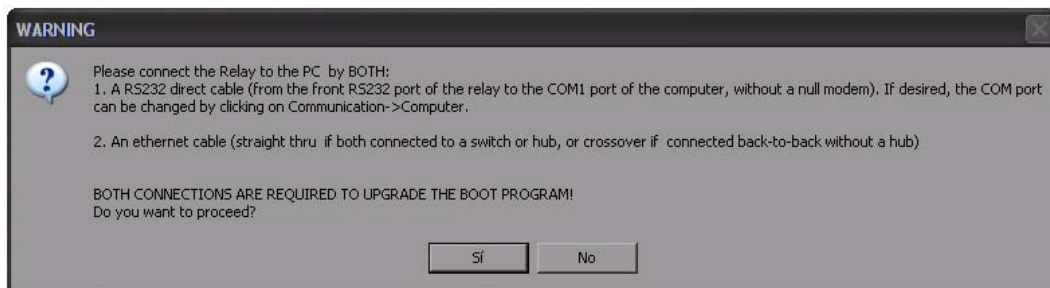 WARNING
Please connect the Relay to the PC by BOTH:
1. A RS232 direct cable (from the front RS232 port of the relay to the COM1 port of the computer, without a null modem). If desired, the COM port
can be changed by clicking on Communication->Computer.
2. An ethernet cable (straight thru if both connected to a switch or hub, or crossover if connected back-to-back without a hub)
BOTH CONNECTIONS ARE REQUIRED TO UPGRADE THE BOOT PROGRAM!
Do you want to proceed?
Sí
No